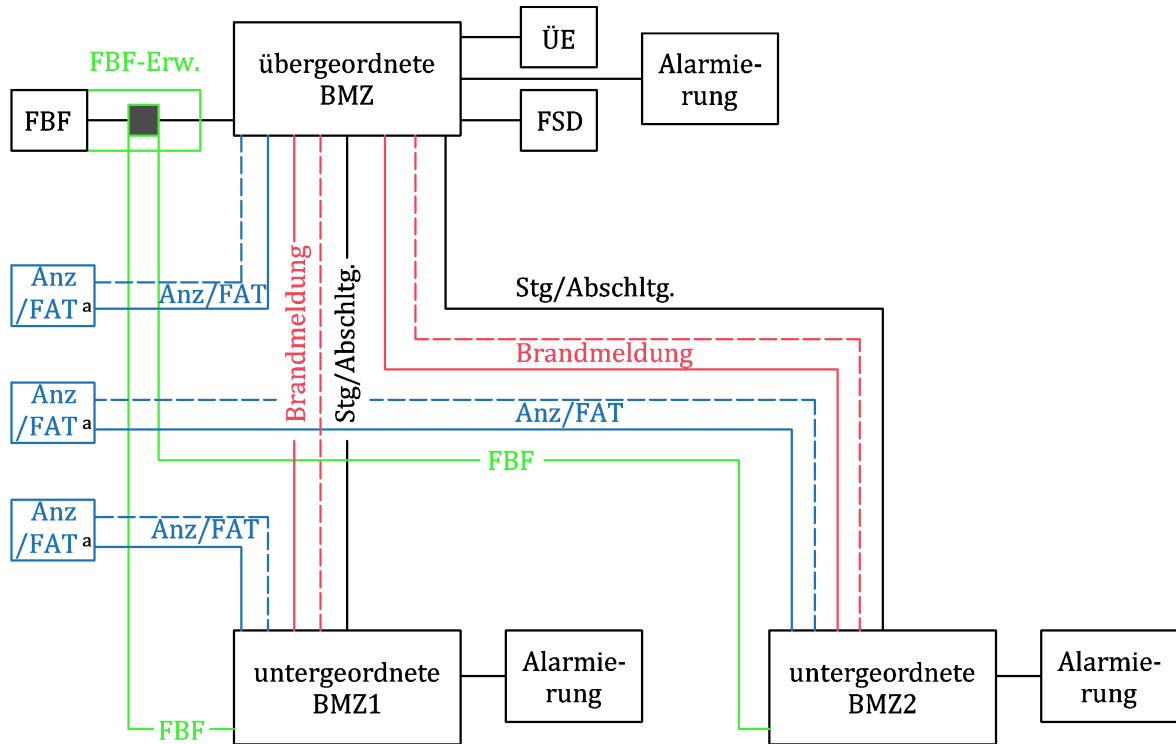 übergeordnete
BMZ
ÜE
Alarmie-
rung
FSD
FBF-Erw.
FBF
Anz
/FAT a
Anz/FAT
Brandmeldung
Stg/Abschltg.
Stg/Abschltg.
Brandmeldung
Anz
/FAT a
Anz/FAT
FBF
Anz
/FAT a
Anz/FAT
untergeordnete
BMZ1
Alarmie-
rung
untergeordnete
BMZ2
Alarmie-
rung
FBF